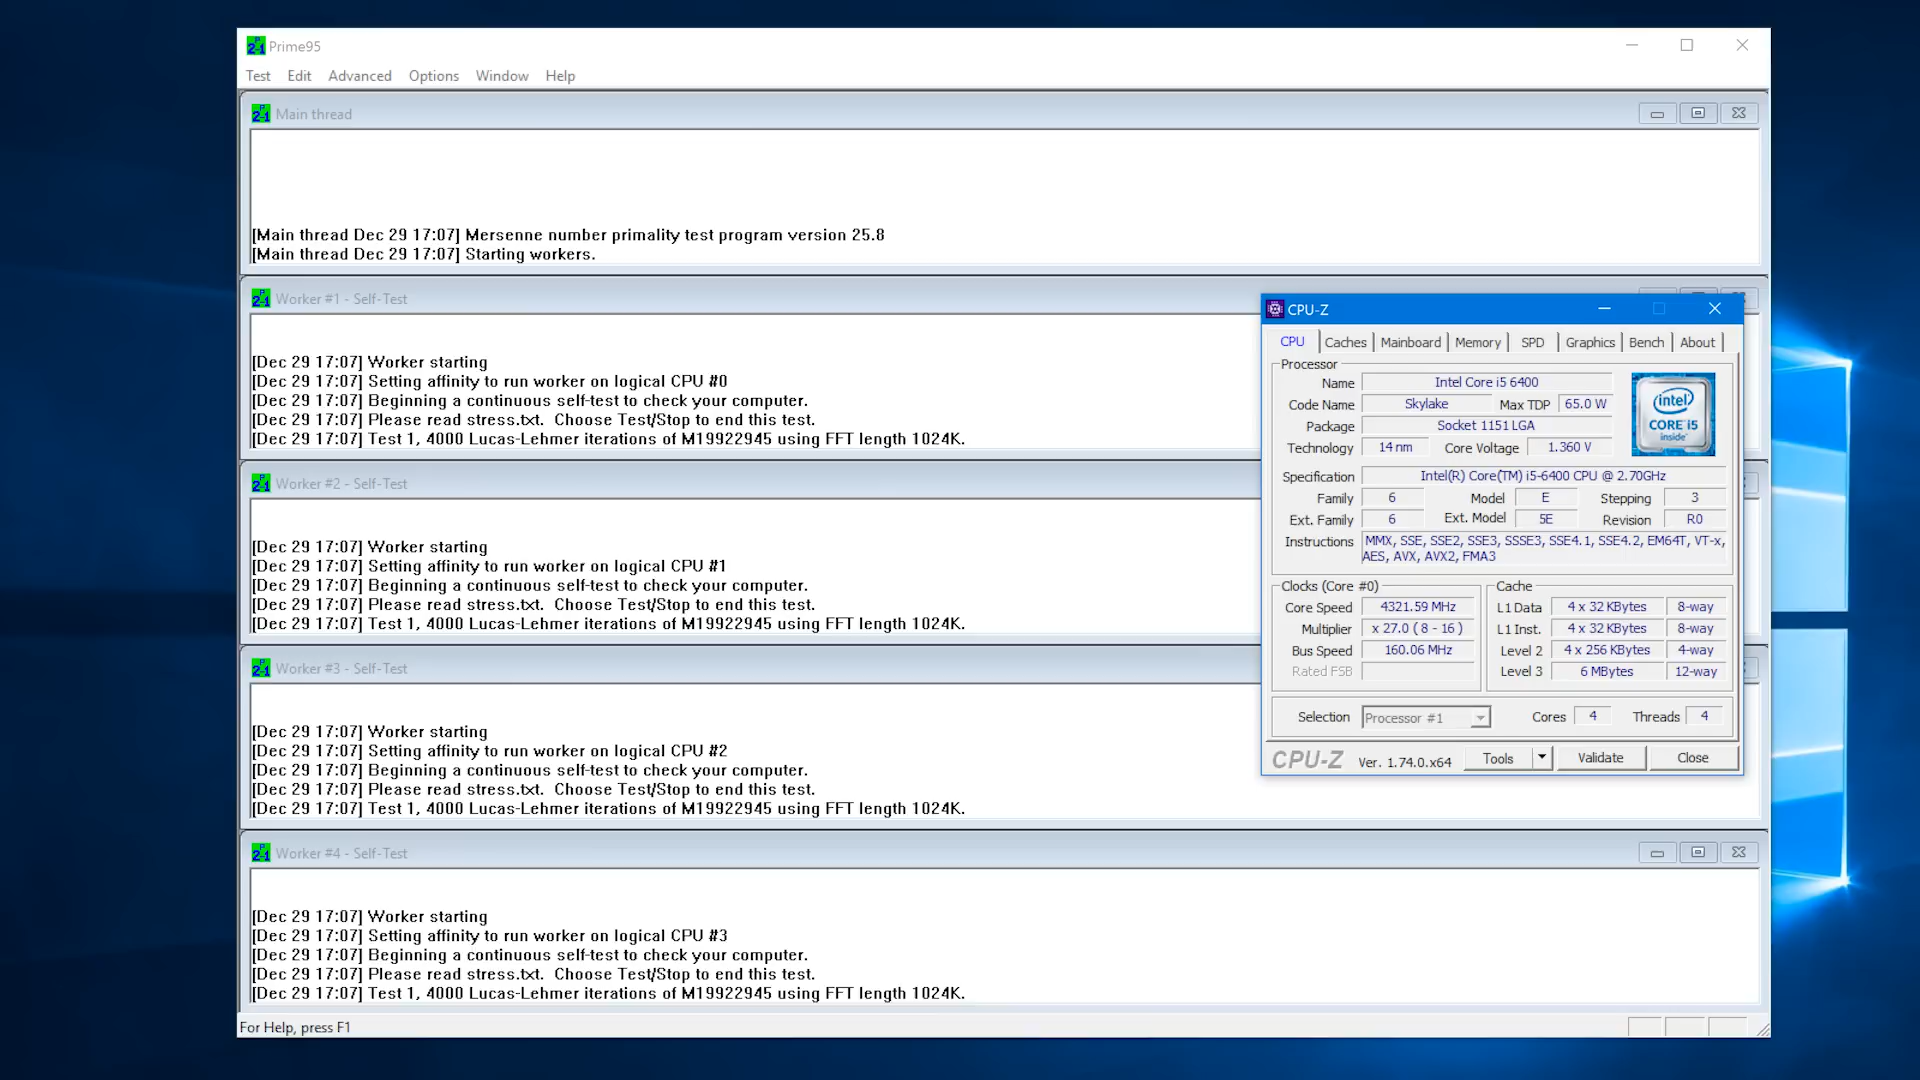 Prime95
Test Edit Advanced Options Window Help
Main thread
[Main thread Dec 29 17:07] Mersenne number primality test program version 25.8
[Main thread Dec 29 17:07] Starting workers.
Worker #1 - Self-Test
[Dec 29 17:07] Worker starting
[Dec 29 17:07] Setting affinity to run worker on logical CPU #0
[Dec 29 17:07] Beginning a continuous self-test to check your computer.
[Dec 29 17:07] Please read stress.txt.  Choose Test/Stop to end this test.
[Dec 29 17:07] Test 1, 4000 Lucas-Lehmer iterations of M19922945 using FFT length 1024K.
Worker #2 - Self-Test
[Dec 29 17:07] Worker starting
[Dec 29 17:07] Setting affinity to run worker on logical CPU #1
[Dec 29 17:07] Beginning a continuous self-test to check your computer.
[Dec 29 17:07] Please read stress.txt.  Choose Test/Stop to end this test.
[Dec 29 17:07] Test 1, 4000 Lucas-Lehmer iterations of M19922945 using FFT length 1024K.
Worker #3 - Self-Test
[Dec 29 17:07] Worker starting
[Dec 29 17:07] Setting affinity to run worker on logical CPU #2
[Dec 29 17:07] Beginning a continuous self-test to check your computer.
[Dec 29 17:07] Please read stress.txt.  Choose Test/Stop to end this test.
[Dec 29 17:07] Test 1, 4000 Lucas-Lehmer iterations of M19922945 using FFT length 1024K.
Worker #4 - Self-Test
[Dec 29 17:07] Worker starting
[Dec 29 17:07] Setting affinity to run worker on logical CPU #3
[Dec 29 17:07] Beginning a continuous self-test to check your computer.
[Dec 29 17:07] Please read stress.txt.  Choose Test/Stop to end this test.
[Dec 29 17:07] Test 1, 4000 Lucas-Lehmer iterations of M19922945 using FFT length 1024K.
For Help, press F1
CPU-Z
CPU Caches Mainboard Memory SPD Graphics Bench About
Processor
Name Intel Core i5 6400
Code Name Skylake Max TDP 65.0 W
Package Socket 1151 LGA
Technology 14 nm Core Voltage 1.360 V
intel
CORE i5
inside
Specification Intel(R) Core(TM) i5-6400 CPU @ 2.70GHz
Family 6 Model E Stepping 3
Ext. Family 6 Ext. Model 5E Revision R0
Instructions MMX, SSE, SSE2, SSE3, SSSE3, SSE4.1, SSE4.2, EM64T, VT-x,
AES, AVX, AVX2, FMA3
Clocks (Core #0)
Core Speed 4321.59 MHz
Multiplier x 27.0 ( 8 - 16 )
Bus Speed 160.06 MHz
Rated FSB
Cache
L1 Data 4 x 32 KBytes 8-way
L1 Inst. 4 x 32 KBytes 8-way
Level 2 4 x 256 KBytes 4-way
Level 3 6 MBytes 12-way
Selection Processor #1 Cores 4 Threads 4
CPU-Z Ver. 1.74.0.x64 Tools Validate Close